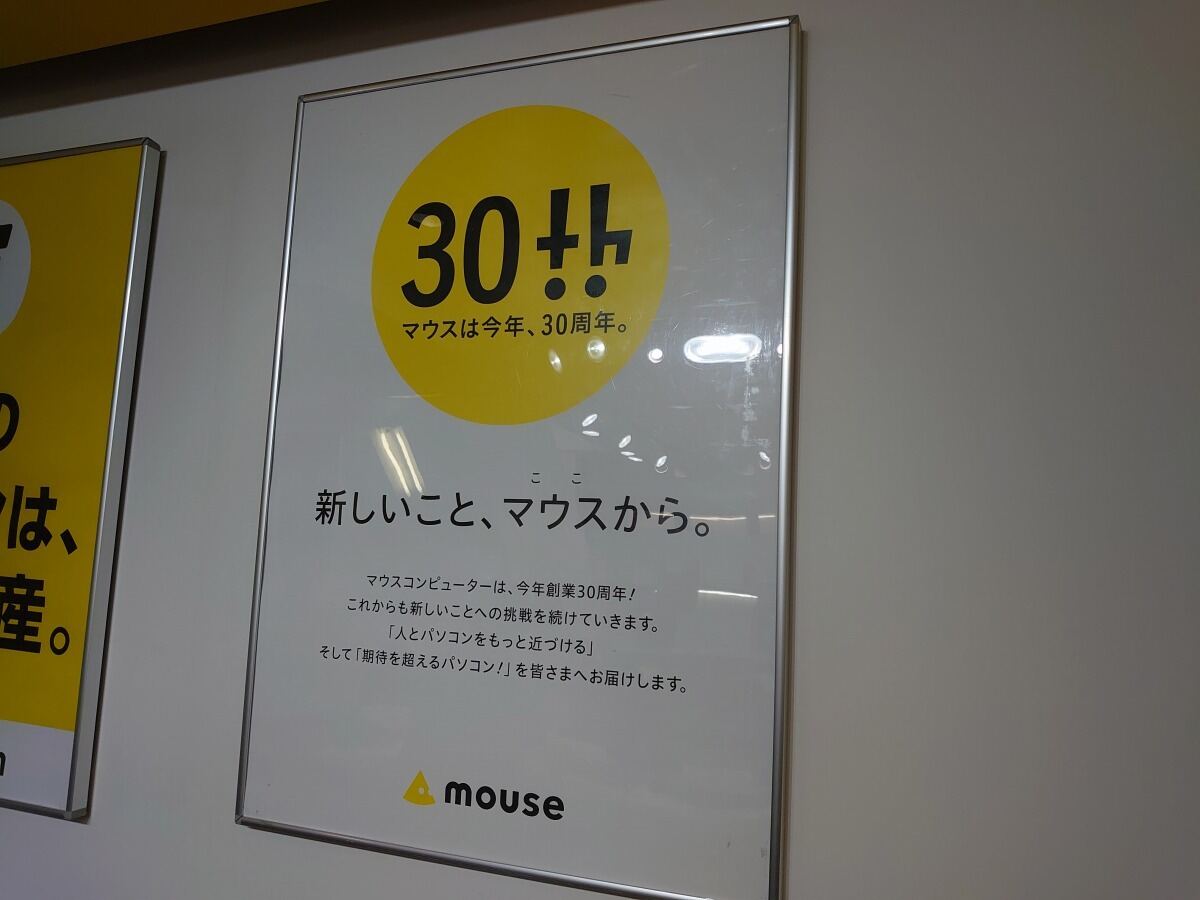 の
は、
産。
30th
マウスは今年、30周年。
ここ
新しいこと、マウスから。
マウスコンピューターは、今年創業30周年！
これからも新しいことへの挑戦を続けていきます。
「人とパソコンをもっと近づける」
そして「期待を超えるパソコン！」を皆さまへお届けします。
mouse